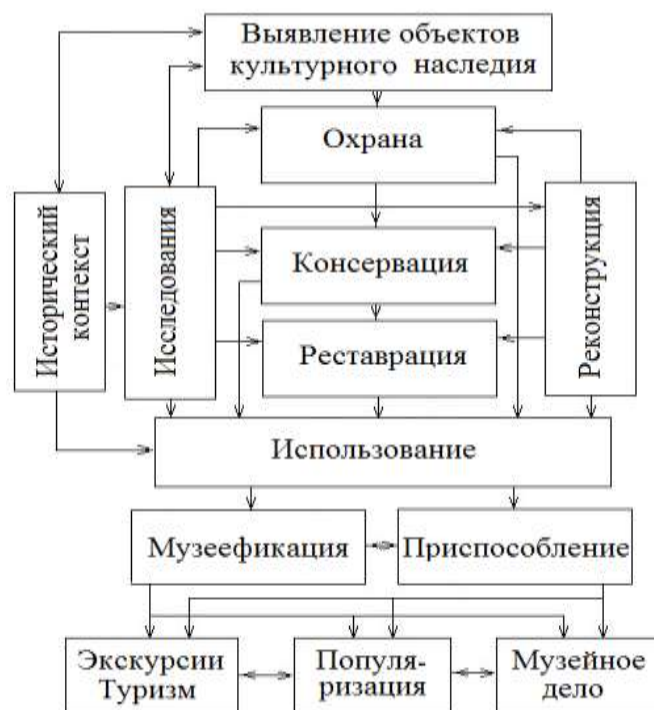 Выявление объектов
культурного наследия
Охрана
Исторический
контекст
Исследования
Консервация
Реставрация
Реконструкция
Использование
Музеефикация
Приспособление
Экскурсии
Туризм
Популя-
ризация
Музейное
дело